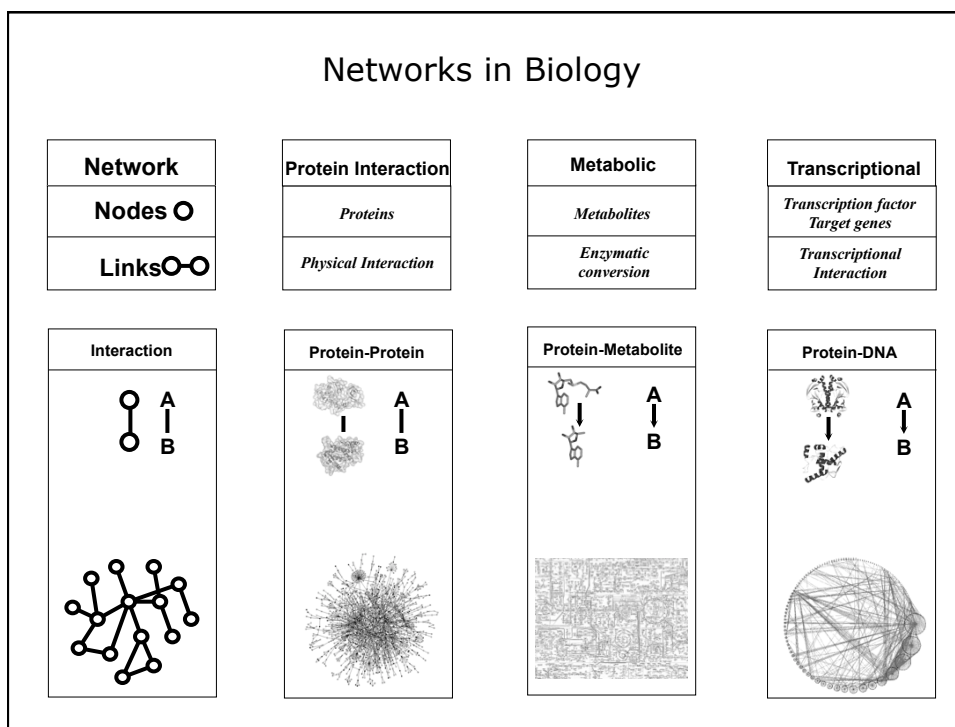 Networks in Biology
Network
Nodes
Links
Protein Interaction
Proteins
Physical Interaction
Metabolic
Metabolites
Enzymatic
conversion
Transcriptional
Transcription factor
Target genes
Transcriptional
Interaction
Interaction
A
B
Protein-Protein
A
B
Protein-Metabolite
A
B
Protein-DNA
A
B